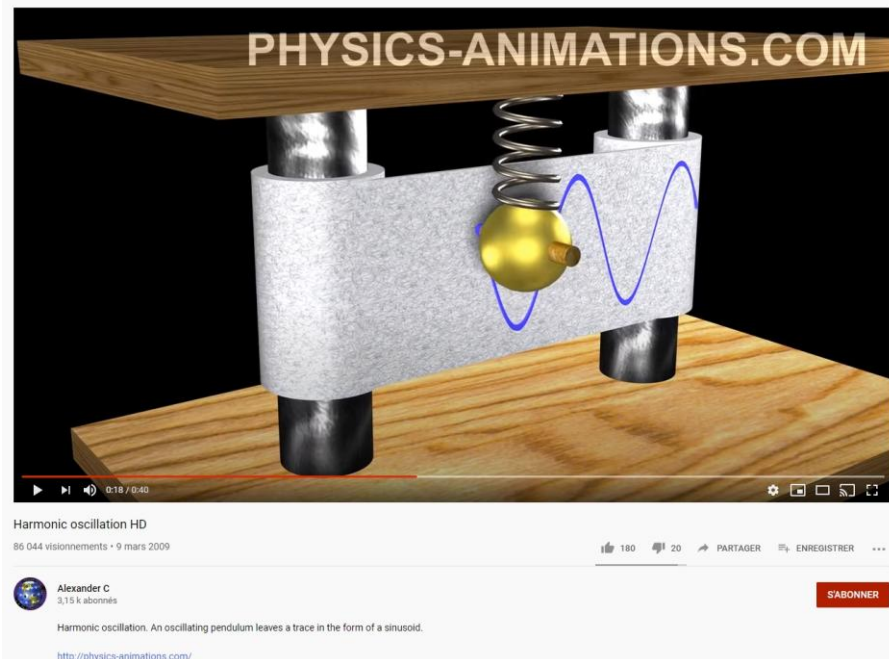 PHYSICS-ANIMATIONS.COM
0:18 / 0:40
Harmonic oscillation HD
86 044 visionnements • 9 mars 2009
180 20 PARTAGER ENREGISTRER
Alexander C
3,15 k abonnés
S'ABONNER
Harmonic oscillation. An oscillating pendulum leaves a trace in the form of a sinusoid.
http://physics-animations.com/